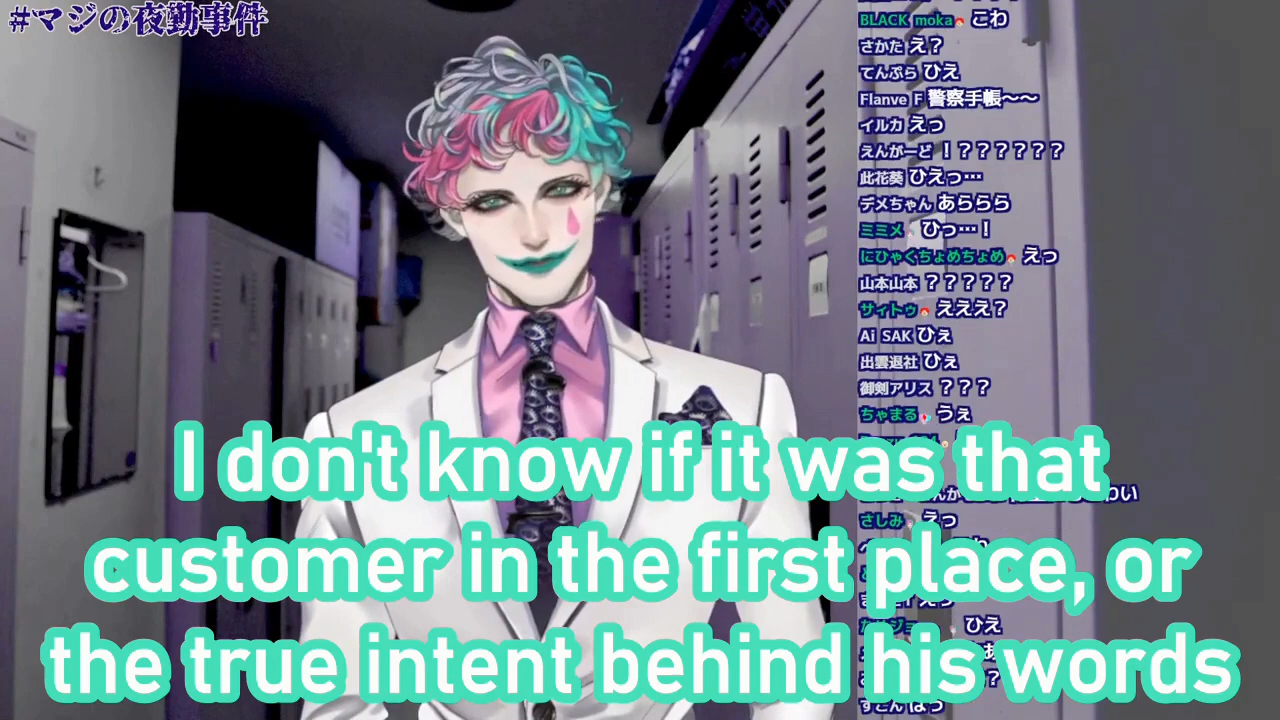 #マジの夜勤事件
BLACK moka こわ
さかた え？
てんぷら ひえ
Flanve F 警察手帳〜〜
イルカ えっ
えんがーど ！？？？？？？
此花葵 ひえっ…
デメちゃん あららら
ミミメ ひっ…！
にひゃくちょめちょめ えっ
山本山本 ？？？？？
サイトゥ えええ？
Ai SAK ひぇ
出雲退社 ひぇ
御剣アリス ？？？
ちゃまる うぇ
I don't know if it was that
さしみ えっ
customer in the first place, or
ひえ
the true intent behind his words